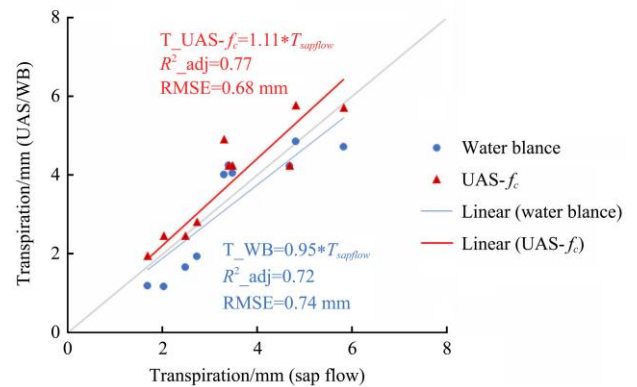 T_UAS-fc=1.11*Tsapflow
R²_adj=0.77
RMSE=0.68 mm
T_WB=0.95*Tsapflow
R²_adj=0.72
RMSE=0.74 mm
Transpiration/mm (UAS/WB)
8
6
4
2
0
0 2 4 6 8
Transpiration/mm (sap flow)
Water blance
UAS-fc
Linear (water blance)
Linear (UAS-fc)